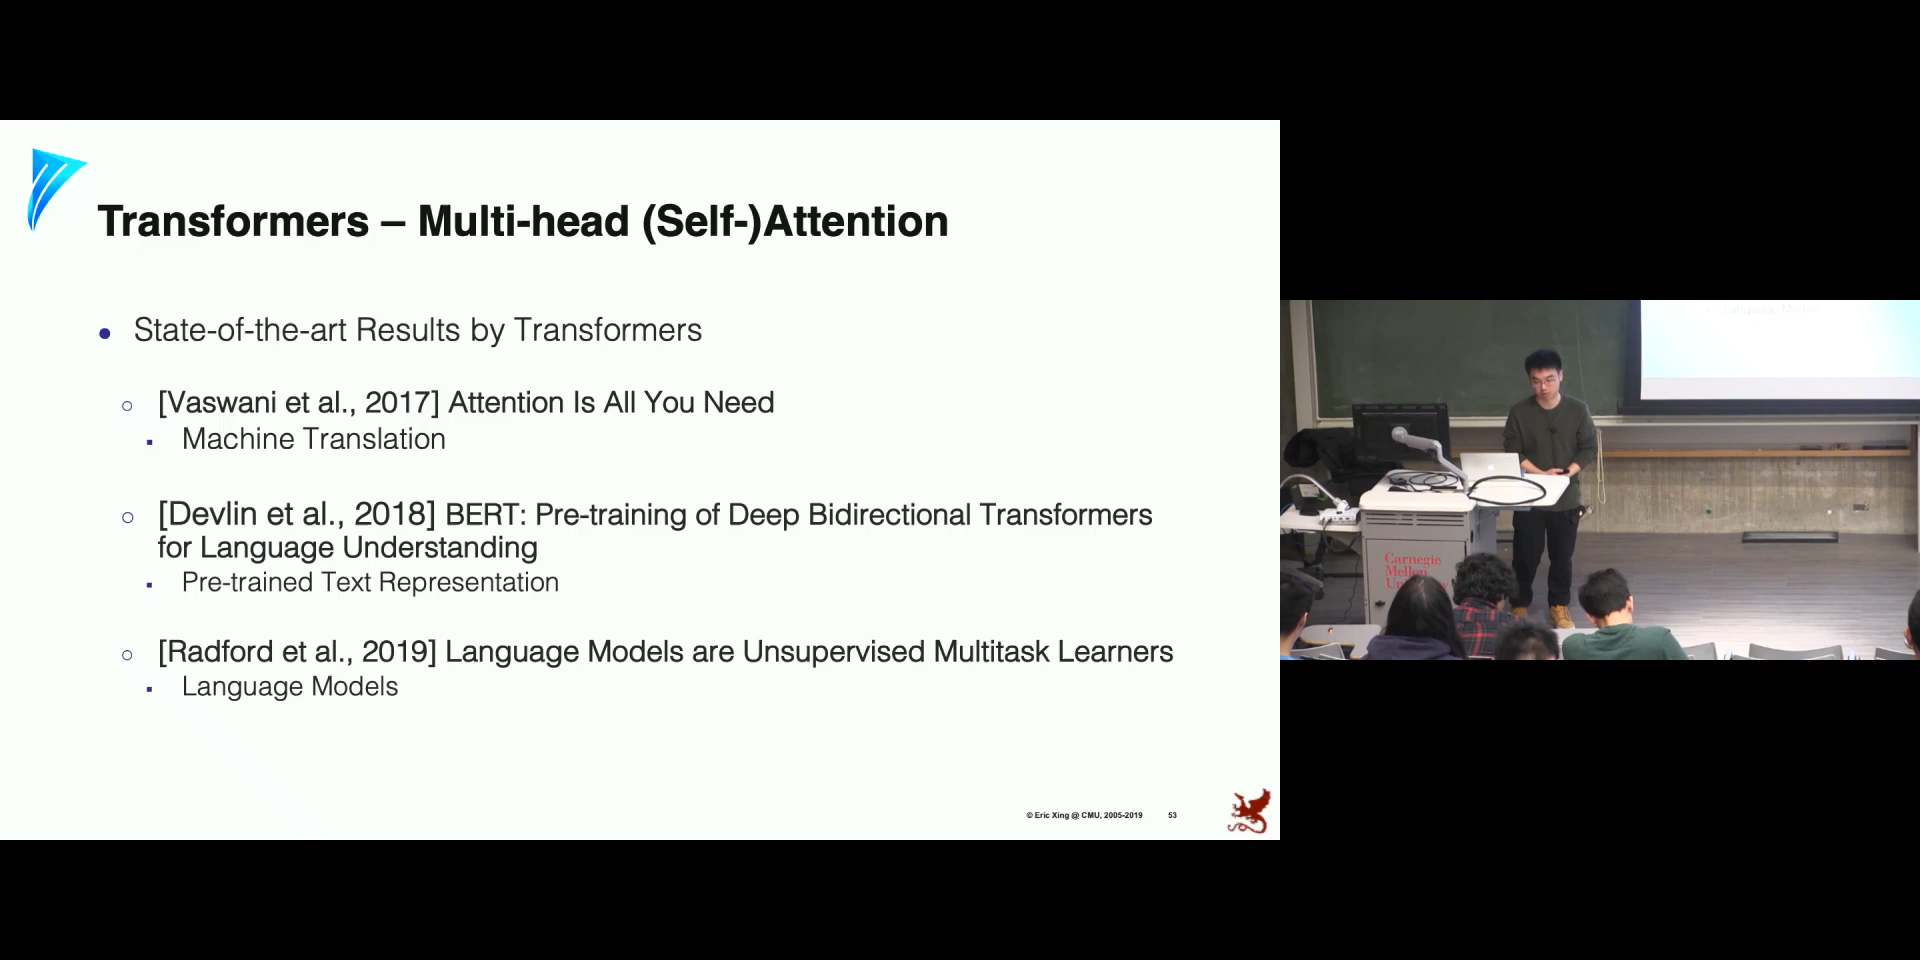 Transformers – Multi-head (Self-)Attention
State-of-the-art Results by Transformers
[Vaswani et al., 2017] Attention Is All You Need
Machine Translation
[Devlin et al., 2018] BERT: Pre-training of Deep Bidirectional Transformers
for Language Understanding
Pre-trained Text Representation
[Radford et al., 2019] Language Models are Unsupervised Multitask Learners
Language Models
© Eric Xing @ CMU, 2005-2019 53
Carnegie
Mellon